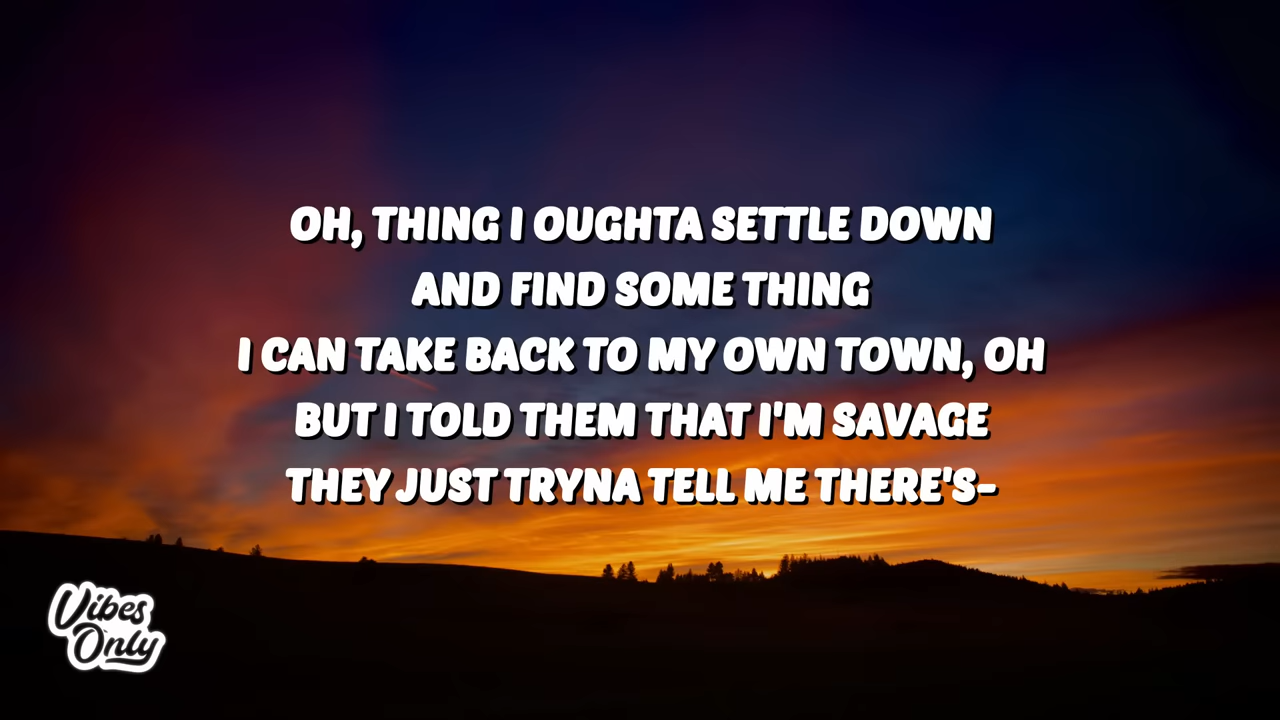 OH, THING I OUGHTA SETTLE DOWN
AND FIND SOME THING
I CAN TAKE BACK TO MY OWN TOWN, OH
BUT I TOLD THEM THAT I'M SAVAGE
THEY JUST TRYNA TELL ME THERE'S-
Vibes
Only